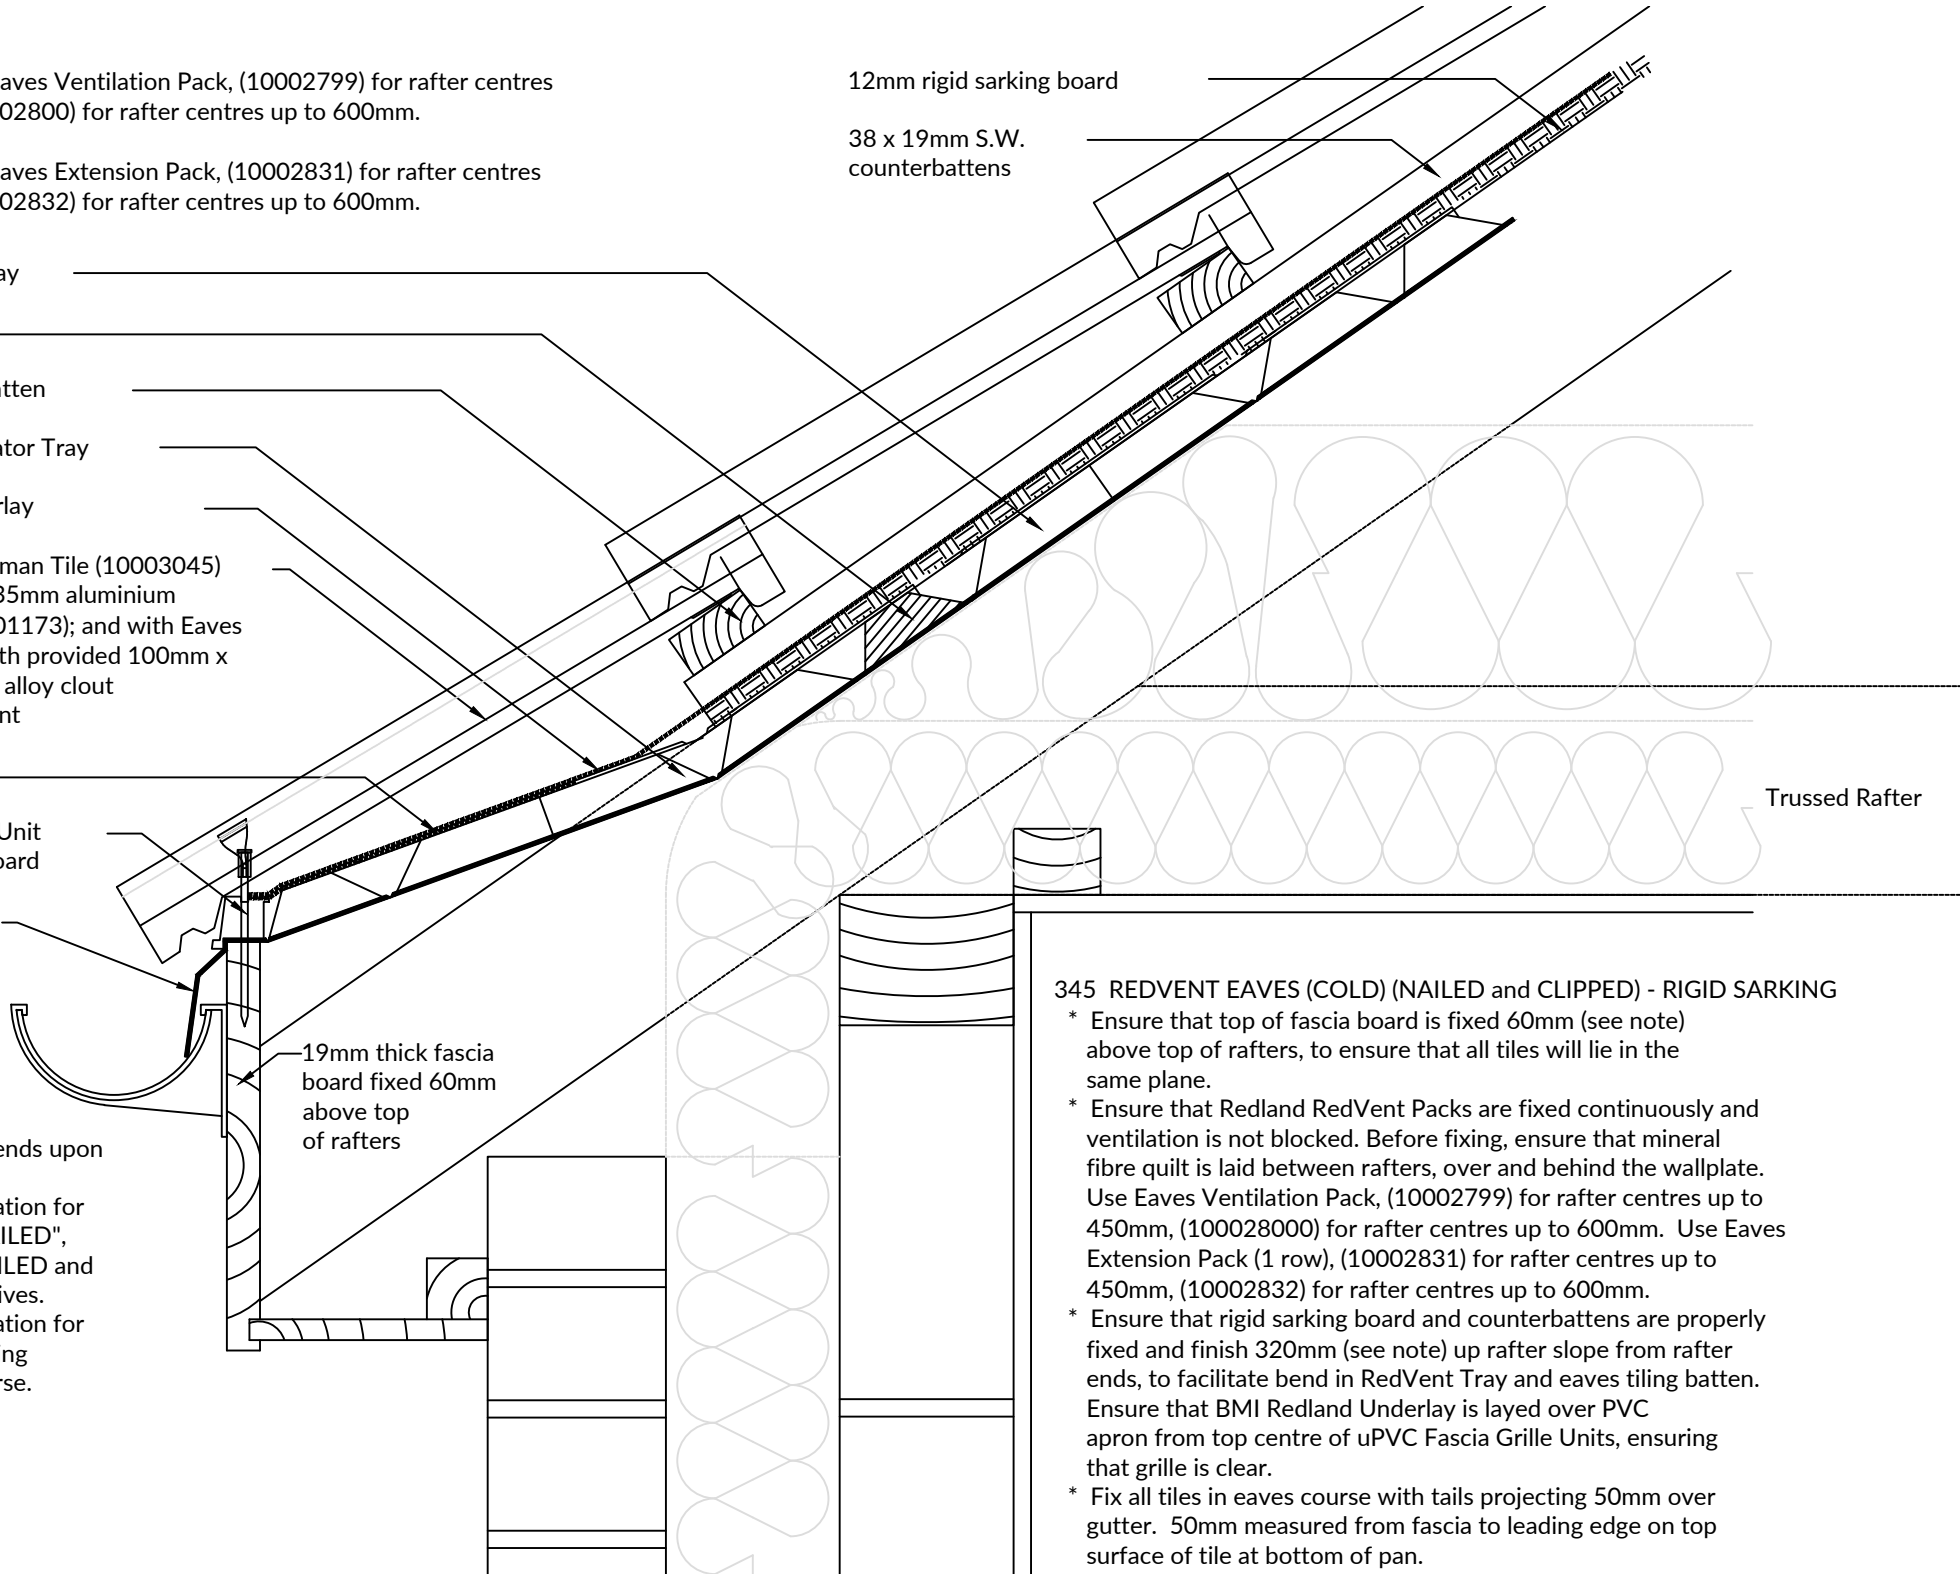 aves Ventilation Pack, (10002799) for rafter centres
02800) for rafter centres up to 600mm.
aves Extension Pack, (10002831) for rafter centres
02832) for rafter centres up to 600mm.
ay
tten
tor Tray
rlay
man Tile (10003045)
35mm aluminium
01173); and with Eaves
th provided 100mm x
alloy clout
nt
Unit
oard
12mm rigid sarking board
38 x 19mm S.W.
counterbattens
Trussed Rafter
19mm thick fascia
board fixed 60mm
above top
of rafters
ends upon
ation for
ILED",
ILED and
ives.
ation for
ing
rse.
345 REDVENT EAVES (COLD) (NAILED and CLIPPED) - RIGID SARKING
* Ensure that top of fascia board is fixed 60mm (see note)
above top of rafters, to ensure that all tiles will lie in the
same plane.
* Ensure that Redland RedVent Packs are fixed continuously and
ventilation is not blocked. Before fixing, ensure that mineral
fibre quilt is laid between rafters, over and behind the wallplate.
Use Eaves Ventilation Pack, (10002799) for rafter centres up to
450mm, (100028000) for rafter centres up to 600mm. Use Eaves
Extension Pack (1 row), (10002831) for rafter centres up to
450mm, (10002832) for rafter centres up to 600mm.
* Ensure that rigid sarking board and counterbattens are properly
fixed and finish 320mm (see note) up rafter slope from rafter
ends, to facilitate bend in RedVent Tray and eaves tiling batten.
Ensure that BMI Redland Underlay is layed over PVC
apron from top centre of uPVC Fascia Grille Units, ensuring
that grille is clear.
* Fix all tiles in eaves course with tails projecting 50mm over
gutter. 50mm measured from fascia to leading edge on top
surface of tile at bottom of pan.